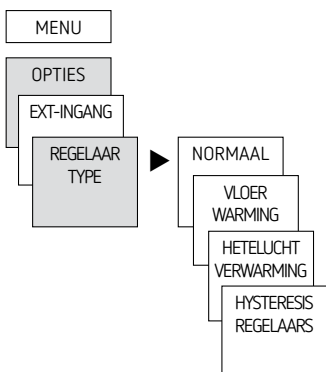 MENU
OPTIES
EXT-INGANG
REGELAAR
TYPE
NORMAAL
VLOER
WARMING
HETELUCHT
VERWARMING
HYSTERESIS
REGELAARS